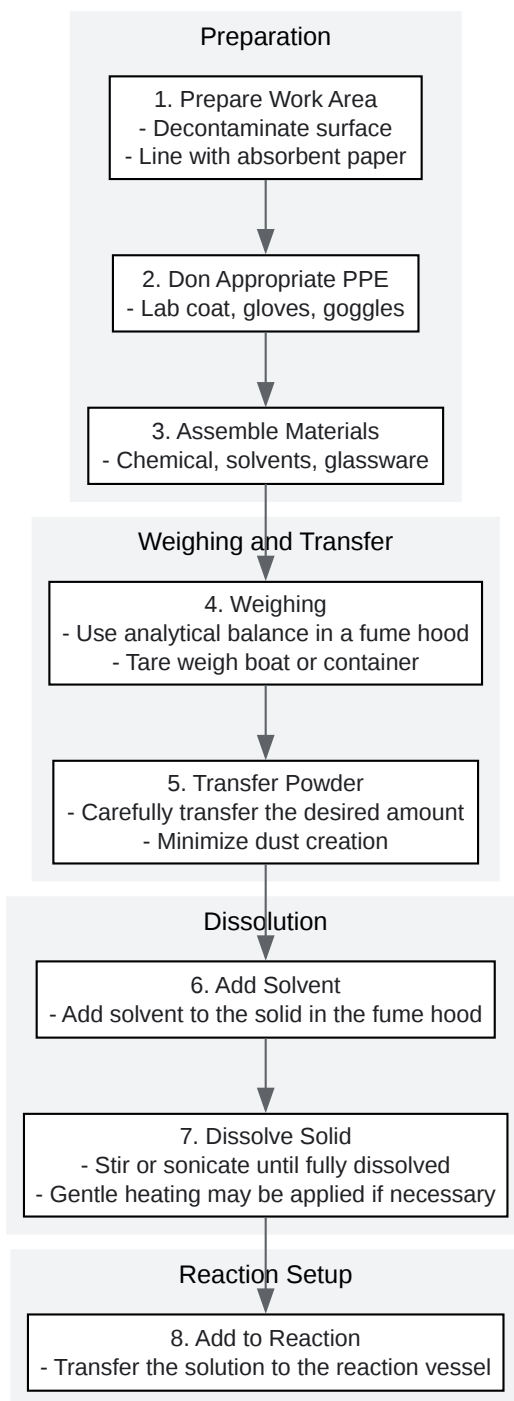 Preparation
1. Prepare Work Area
- Decontaminate surface
- Line with absorbent paper
2. Don Appropriate PPE
- Lab coat, gloves, goggles
3. Assemble Materials
- Chemical, solvents, glassware
Weighing and Transfer
4. Weighing
- Use analytical balance in a fume hood
- Tare weigh boat or container
5. Transfer Powder
- Carefully transfer the desired amount
- Minimize dust creation
Dissolution
6. Add Solvent
- Add solvent to the solid in the fume hood
7. Dissolve Solid
- Stir or sonicate until fully dissolved
- Gentle heating may be applied if necessary
Reaction Setup
8. Add to Reaction
- Transfer the solution to the reaction vessel